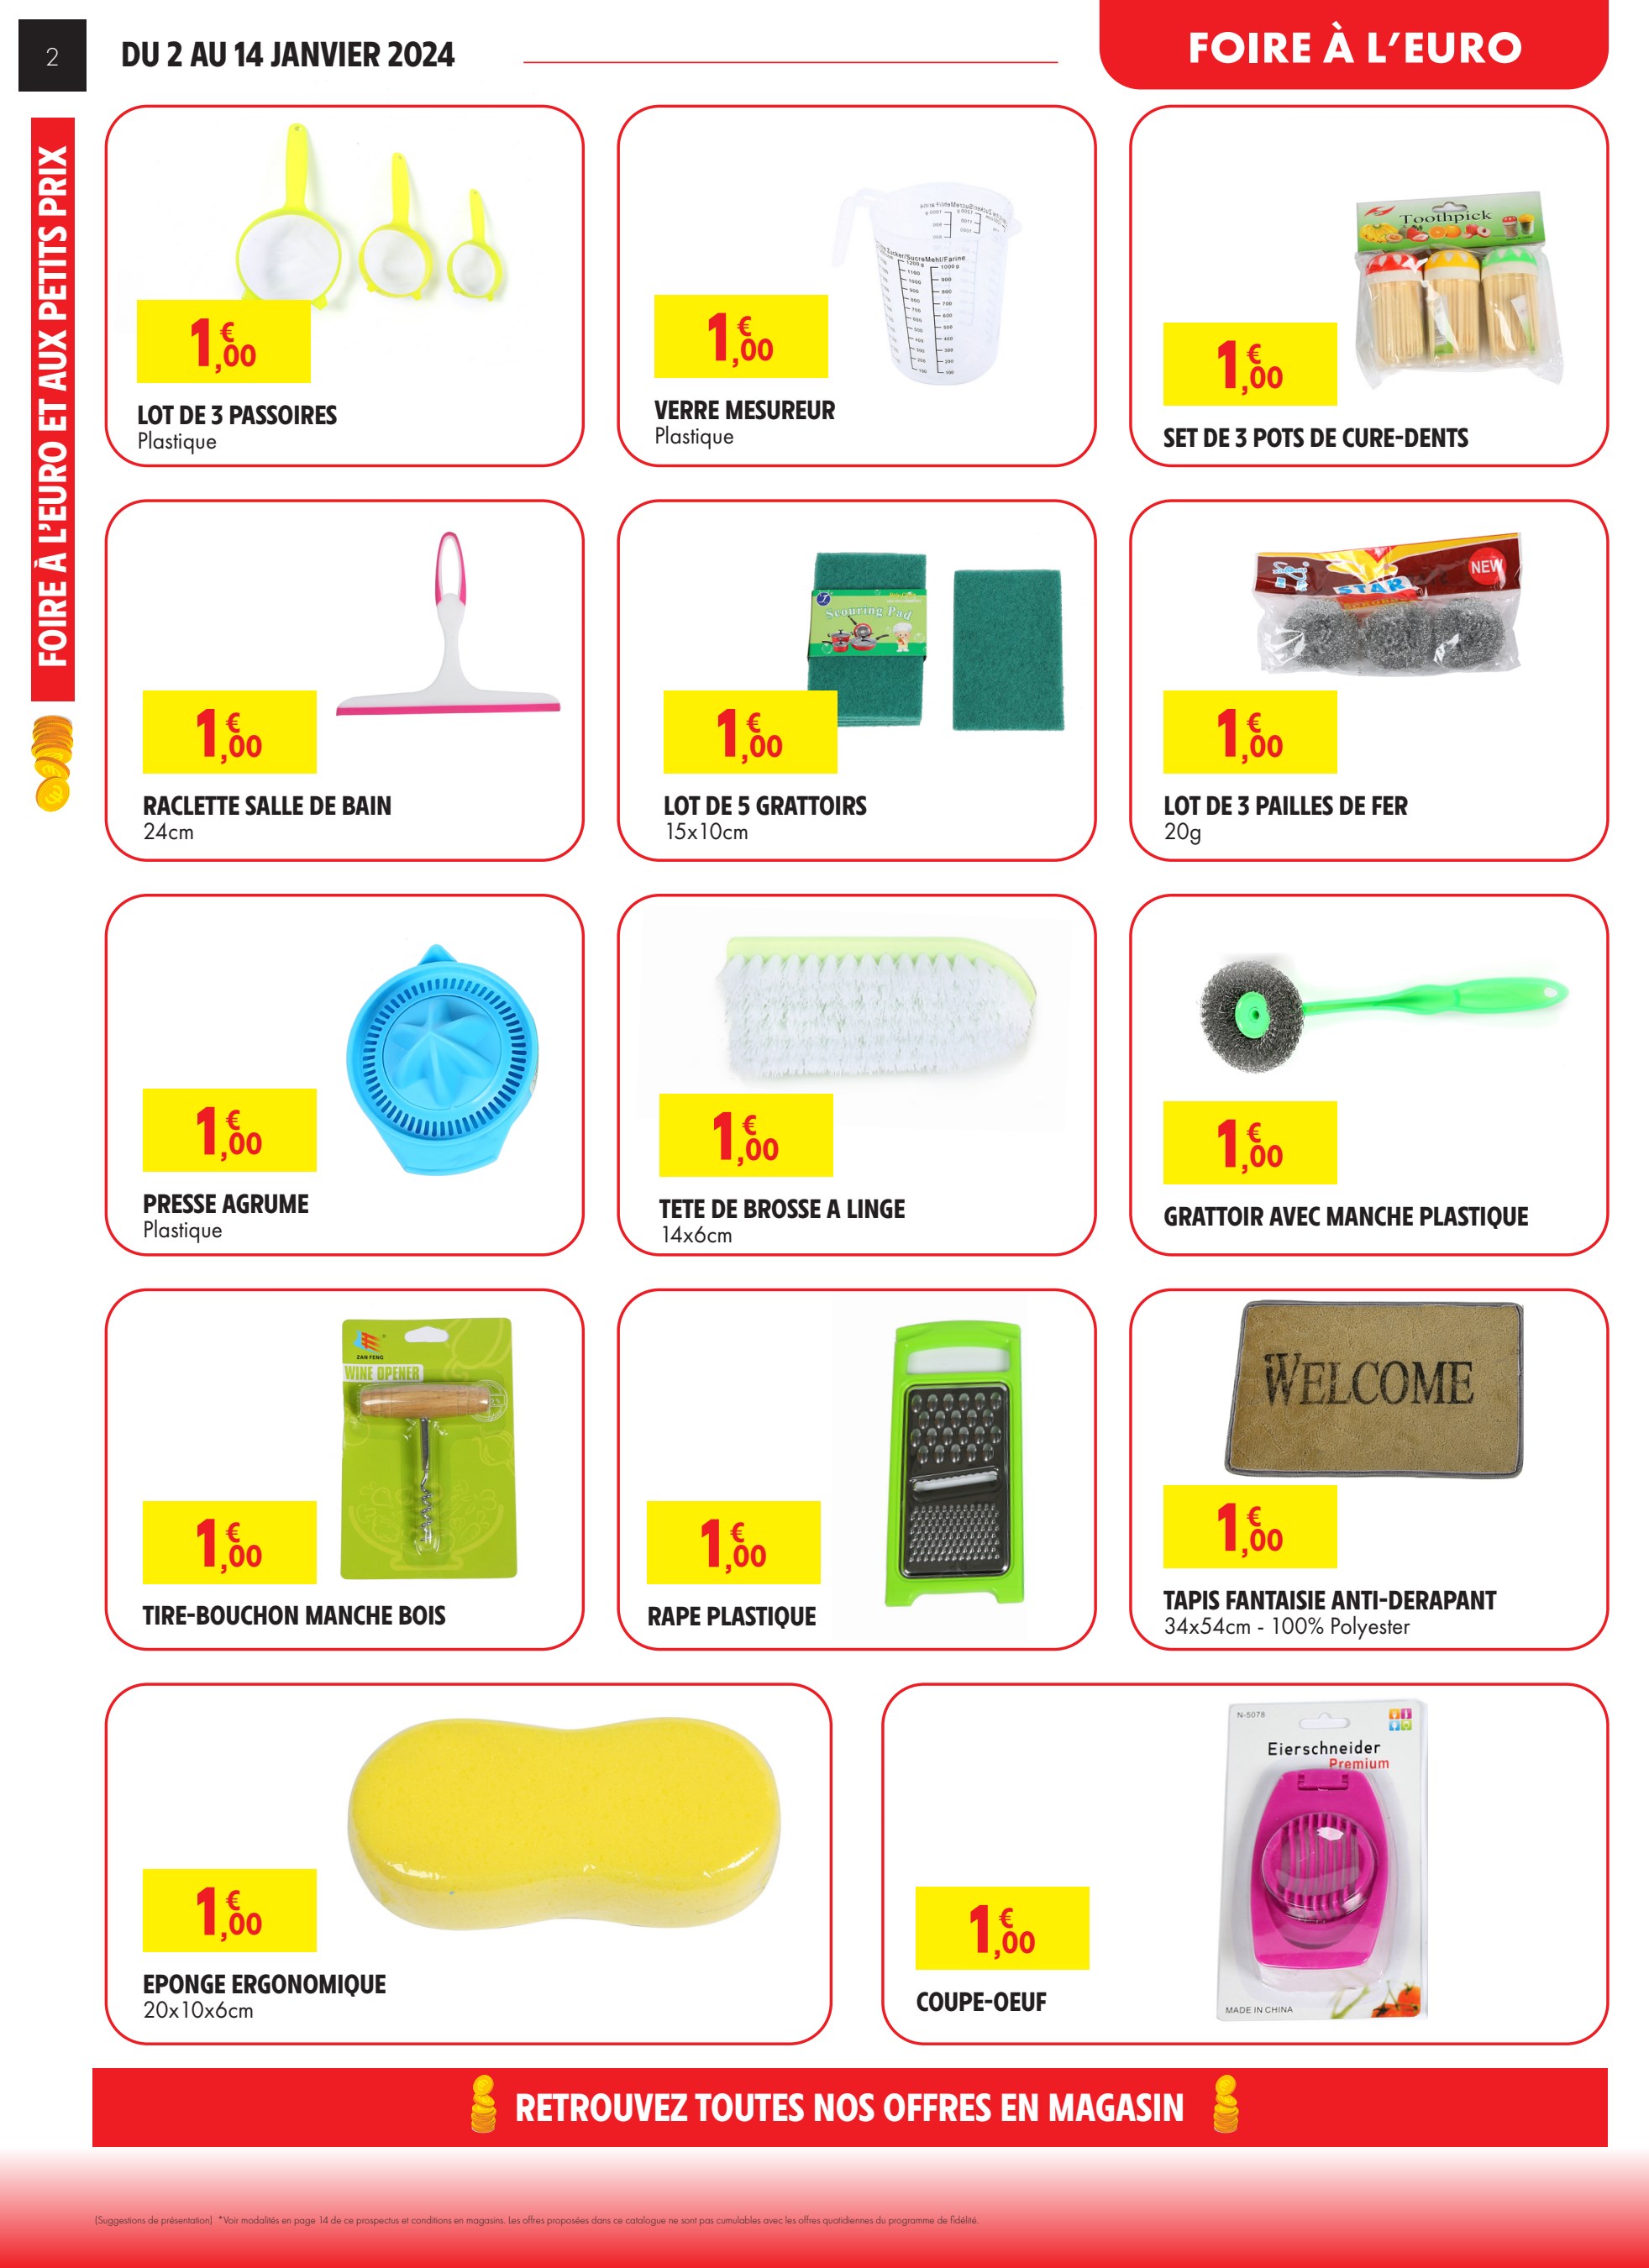 2
DU 2 AU 14 JANVIER 2024
FOIRE À L'EURO
FOIRE À L'EURO ET AUX PETITS PRIX
1€,00
LOT DE 3 PASSOIRES
Plastique
1€,00
VERRE MESUREUR
Plastique
Toothpick
1€,00
SET DE 3 POTS DE CURE-DENTS
1€,00
RACLETTE SALLE DE BAIN
24cm
Scouring Pad
1€,00
LOT DE 5 GRATTOIRS
15x10cm
NEW
STAR
1€,00
LOT DE 3 PAILLES DE FER
20g
1€,00
PRESSE AGRUME
Plastique
1€,00
TETE DE BROSSE A LINGE
14x6cm
1€,00
GRATTOIR AVEC MANCHE PLASTIQUE
ZAN FENG
WINE OPENER
1€,00
TIRE-BOUCHON MANCHE BOIS
1€,00
RAPE PLASTIQUE
WELCOME
1€,00
TAPIS FANTAISIE ANTI-DERAPANT
34x54cm - 100% Polyester
1€,00
EPONGE ERGONOMIQUE
20x10x6cm
N-5078
Eierschneider
Premium
MADE IN CHINA
1€,00
COUPE-OEUF
RETROUVEZ TOUTES NOS OFFRES EN MAGASIN
(Suggestions de présentation) *Voir modalités en page 14 de ce prospectus et conditions en magasins. Les offres proposées dans ce catalogue ne sont pas cumulables avec les offres quotidiennes du programme de fidélité.